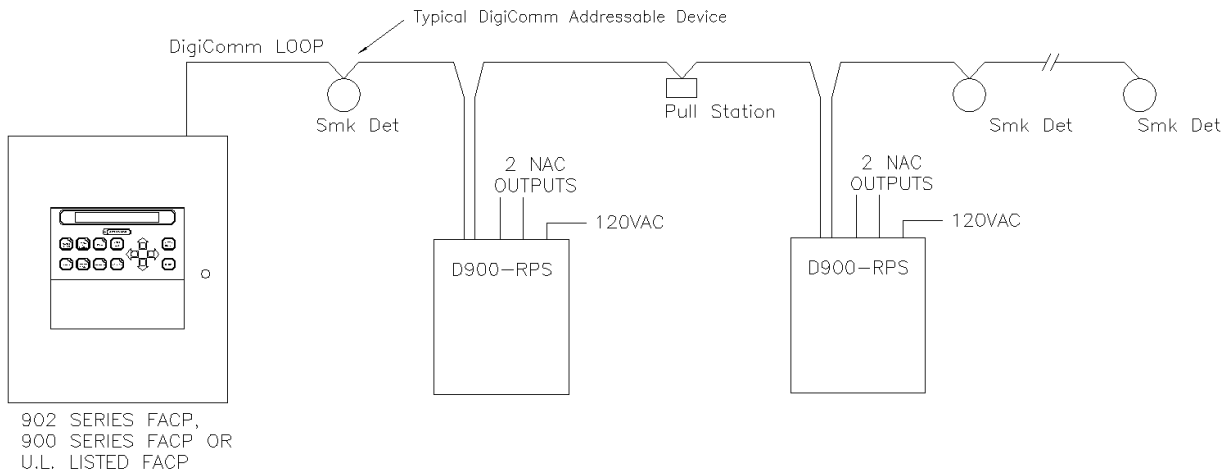 Typical DigiComm Addressable Device
DigiComm LOOP
Smk Det
Pull Station
Smk Det
Smk Det
2 NAC
OUTPUTS
120VAC
D900-RPS
2 NAC
OUTPUTS
120VAC
D900-RPS
902 SERIES FACP,
900 SERIES FACP OR
U.L. LISTED FACP